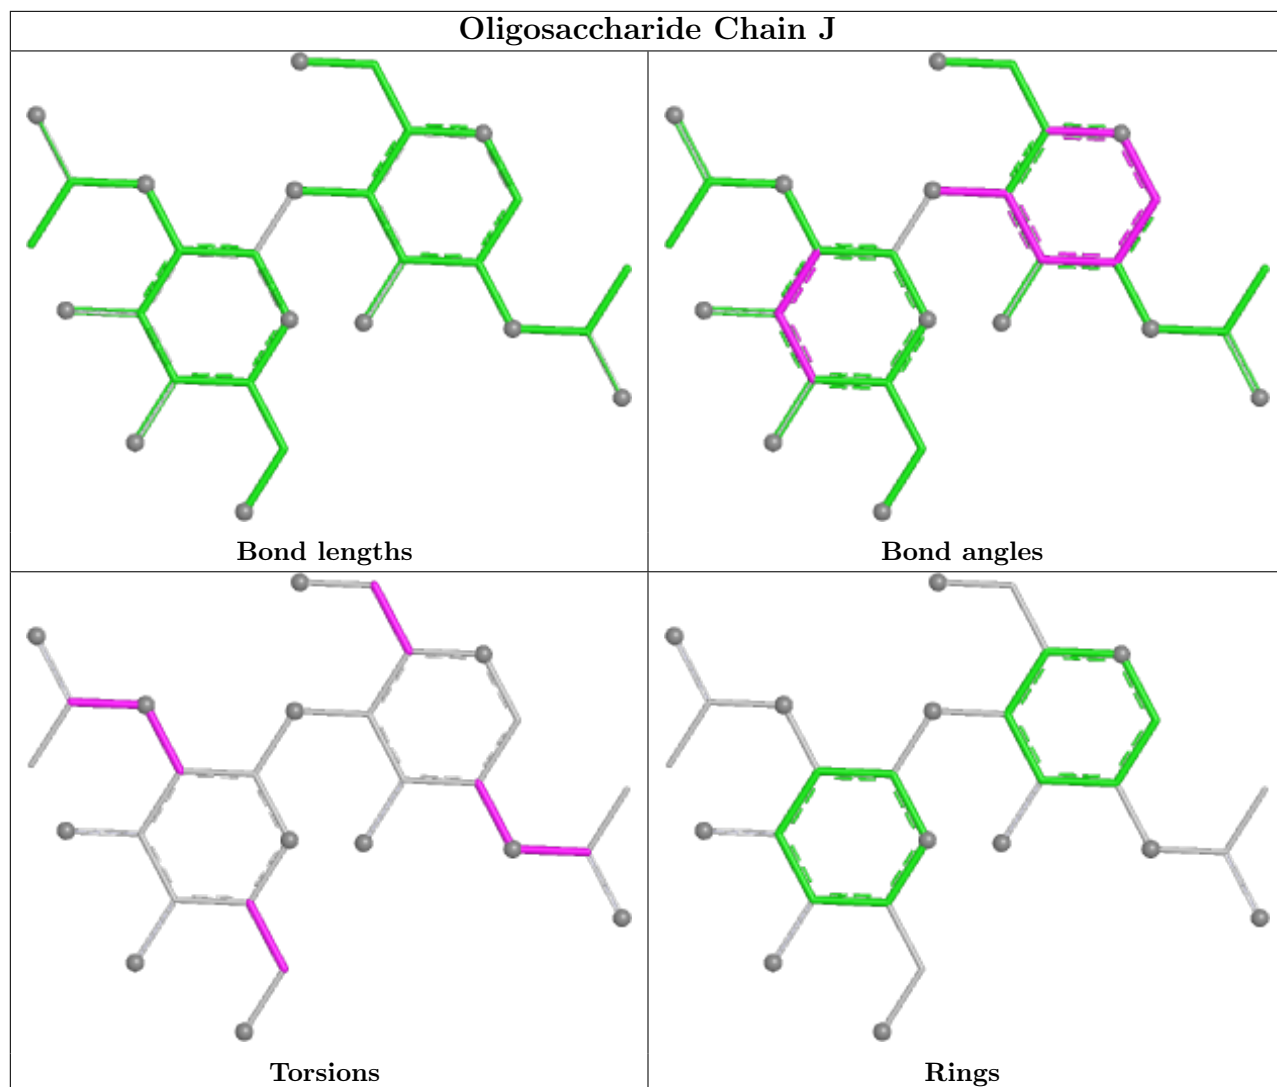 Oligosaccharide Chain J
Bond lengths
Bond angles
Torsions
Rings